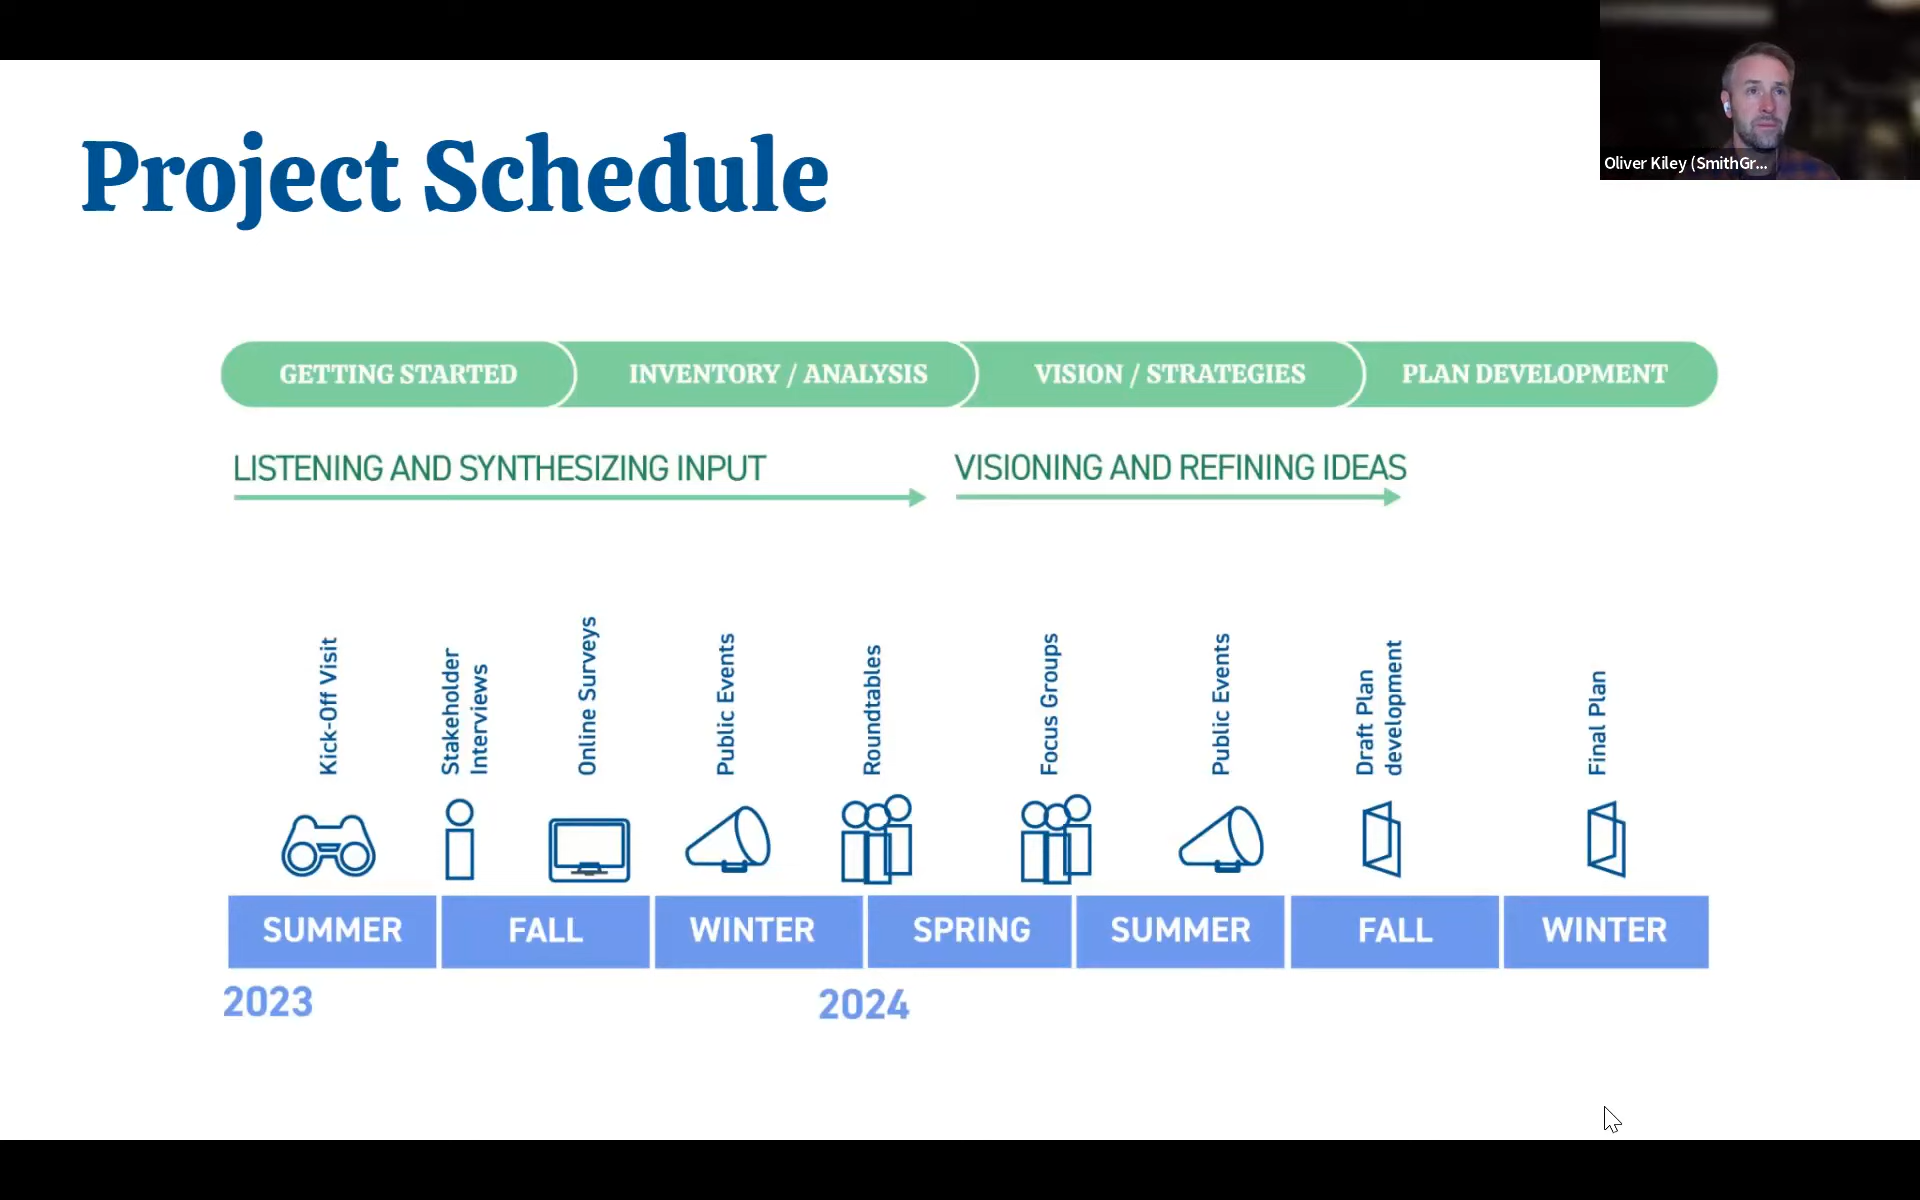 Oliver Kiley (SmithGr...
Project Schedule
GETTING STARTED
INVENTORY / ANALYSIS
VISION / STRATEGIES
PLAN DEVELOPMENT
LISTENING AND SYNTHESIZING INPUT
VISIONING AND REFINING IDEAS
Kick-Off Visit
Stakeholder
Interviews
Online Surveys
Public Events
Roundtables
Focus Groups
Public Events
Draft Plan
development
Final Plan
SUMMER
FALL
WINTER
SPRING
SUMMER
FALL
WINTER
2023
2024